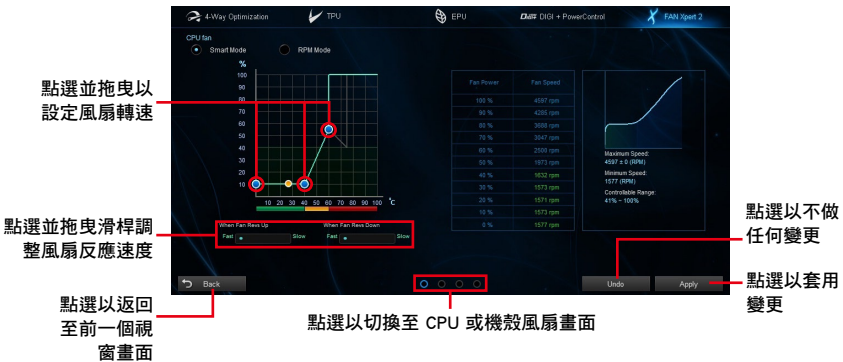 4-Way Optimization
TPU
EPU
DIGI+ DIGI + PowerControl
FAN Xpert 2
CPU fan
Smart Mode
RPM Mode
%
100
90
80
70
60
50
40
30
20
10
10 20 30 40 50 60 70 80 90 100 °C
When Fan Revs Up
Fast
Slow
When Fan Revs Down
Fast
Slow
Fan Power Fan Speed
100 % 4597 rpm
90 % 4285 rpm
80 % 3688 rpm
70 % 3047 rpm
60 % 2508 rpm
50 % 1973 rpm
40 % 1632 rpm
30 % 1573 rpm
20 % 1571 rpm
10 % 1573 rpm
0 % 1577 rpm
Maximum Speed:
4597 ± 0 (RPM)
Minimum Speed:
1577 (RPM)
Controllable Range:
41% ~ 100%
Back
Undo
Apply
點選並拖曳以
設定風扇轉速
點選並拖曳滑桿調
整風扇反應速度
點選以返回
至前一個視
窗畫面
點選以切換至 CPU 或機殼風扇畫面
點選以不做
任何變更
點選以套用
變更